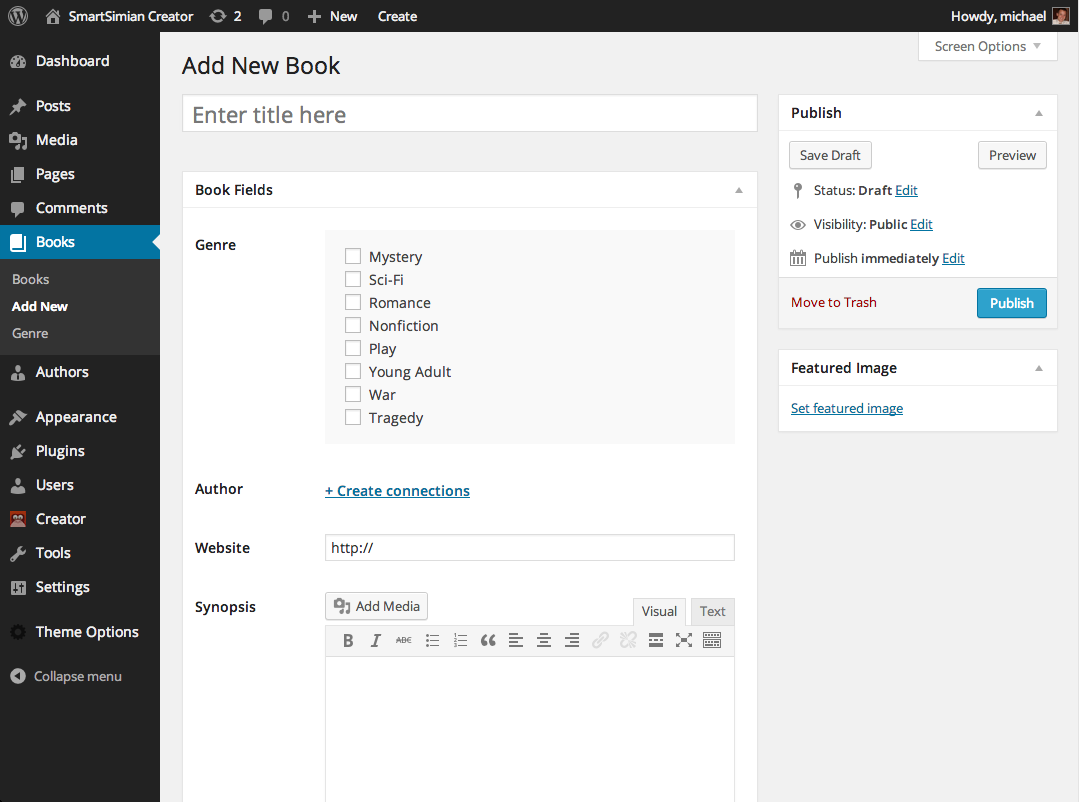 SmartSimian Creator 2 0 New Create Howdy, michael
Dashboard
Posts
Media
Pages
Comments
Books
Books
Add New
Genre
Authors
Appearance
Plugins
Users
Creator
Tools
Settings
Theme Options
Collapse menu
Screen Options
Add New Book
Enter title here
Book Fields
Genre
Mystery
Sci-Fi
Romance
Nonfiction
Play
Young Adult
War
Tragedy
Author + Create connections
Website http://
Synopsis Add Media Visual Text
B I ABC
Publish
Save Draft Preview
Status: Draft Edit
Visibility: Public Edit
Publish immediately Edit
Move to Trash Publish
Featured Image
Set featured image